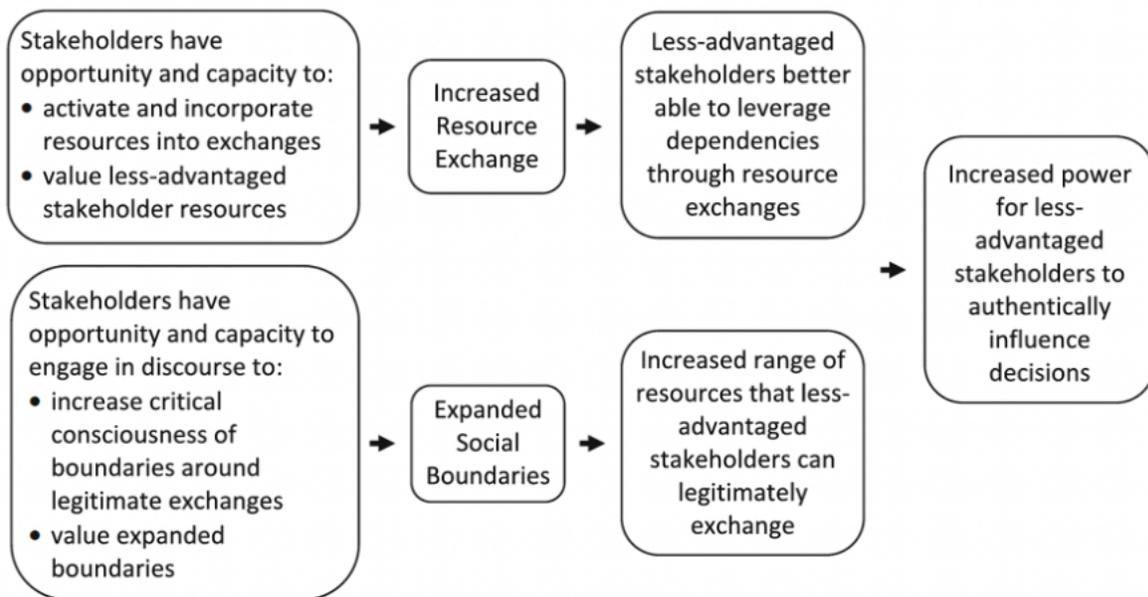 Stakeholders have
opportunity and capacity to:
• activate and incorporate
resources into exchanges
• value less-advantaged
stakeholder resources
Increased
Resource
Exchange
Less-advantaged
stakeholders better
able to leverage
dependencies
through resource
exchanges
Stakeholders have
opportunity and capacity to
engage in discourse to:
• increase critical
consciousness of
boundaries around
legitimate exchanges
• value expanded
boundaries
Expanded
Social
Boundaries
Increased range of
resources that less-
advantaged
stakeholders can
legitimately
exchange
Increased power
for less-
advantaged
stakeholders to
authentically
influence
decisions